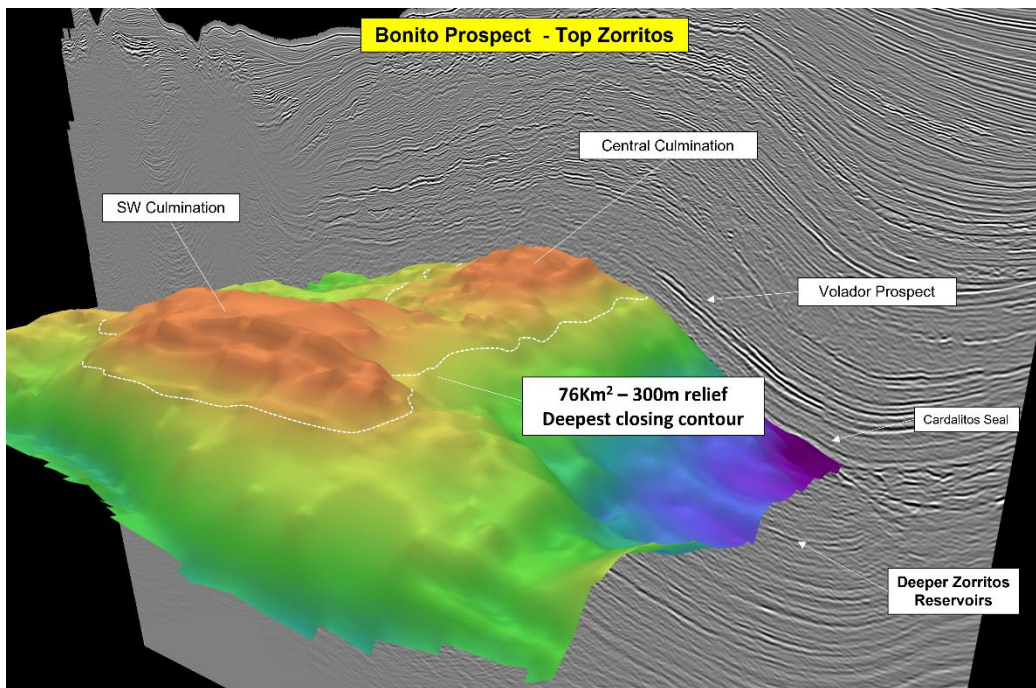 Bonito Prospect - Top Zorritos
Central Culmination
SW Culmination
Volador Prospect
76Km² – 300m relief
Deepest closing contour
Cardalitos Seal
Deeper Zorritos
Reservoirs